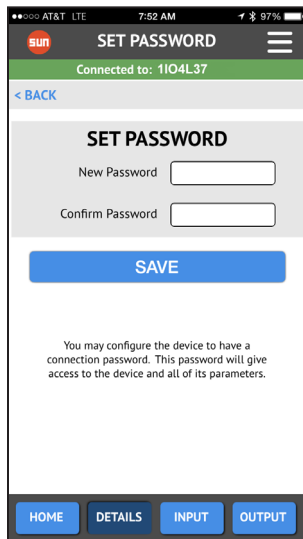 ●●○○○ AT&T LTE 7:52 AM 97%
sun SET PASSWORD
Connected to: 1IO4L37
< BACK
SET PASSWORD
New Password
Confirm Password
SAVE
You may configure the device to have a
connection password. This password will give
access to the device and all of its parameters.
HOME DETAILS INPUT OUTPUT